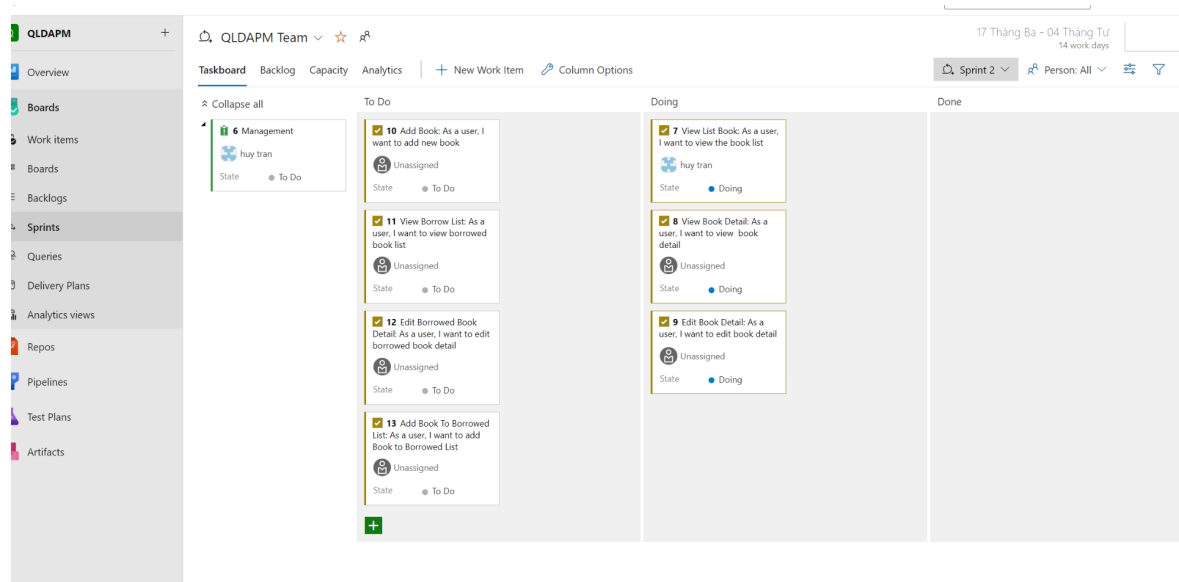 QLDAPM
Overview
Boards
Work items
Boards
Backlogs
Sprints
Queries
Delivery Plans
Analytics views
Repos
Pipelines
Test Plans
Artifacts
QLDAPM Team
17 Tháng Ba - 04 Tháng Tư
14 work days
Taskboard Backlog Capacity Analytics + New Work Item Column Options
Sprint 2 Person: All
Collapse all
To Do
Doing
Done
6 Management
huy tran
State To Do
10 Add Book: As a user, I
want to add new book
Unassigned
State To Do
11 View Borrow List: As a
user, I want to view borrowed
book list
Unassigned
State To Do
12 Edit Borrowed Book
Detail: As a user, I want to edit
borrowed book detail
Unassigned
State To Do
13 Add Book To Borrowed
List: As a user, I want to add
Book to Borrowed List
Unassigned
State To Do
7 View List Book: As a user,
I want to view the book list
huy tran
State Doing
8 View Book Detail: As a
user, I want to view book
detail
Unassigned
State Doing
9 Edit Book Detail: As a
user, I want to edit book detail
Unassigned
State Doing